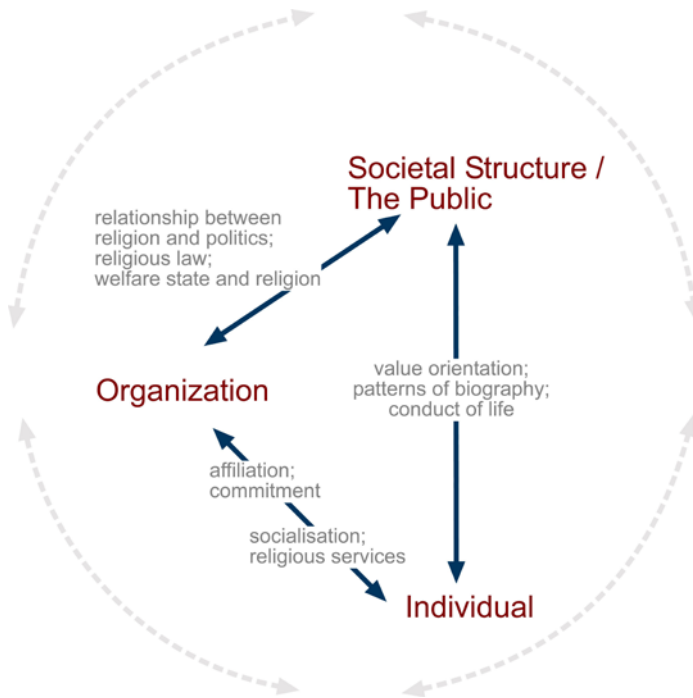 Societal Structure /
The Public
relationship between
religion and politics;
religious law;
welfare state and religion
value orientation;
patterns of biography;
conduct of life
Organization
affiliation;
commitment
socialisation;
religious services
Individual